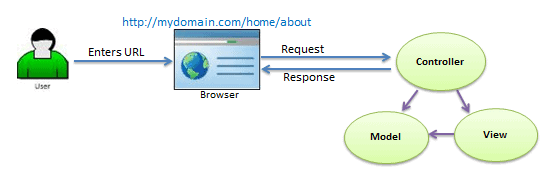 http://mydomain.com/home/about
Enters URL
Request
Response
Controller
User
Browser
Model
View